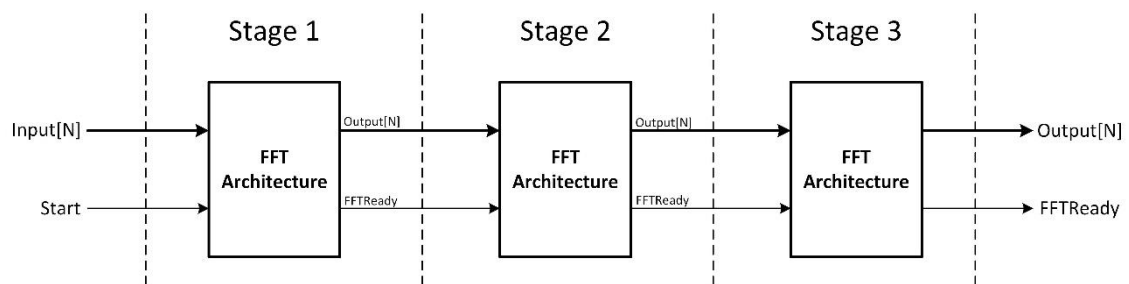 Stage 1
Stage 2
Stage 3
Input[N]
Output[N]
Output[N]
Output[N]
FFT
Architecture
FFT
Architecture
FFT
Architecture
Start
FFTReady
FFTReady
FFTReady